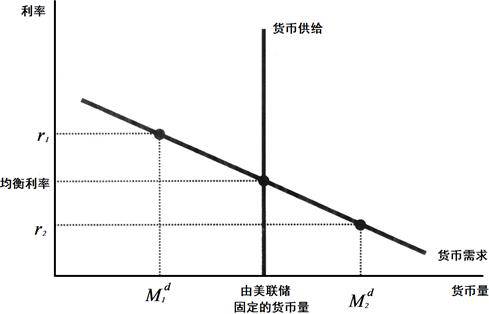 利率
货币供给
r₁
均衡利率
r₂
货币需求
M₁ᵈ
由美联储
固定的货币量
M₂ᵈ
货币量